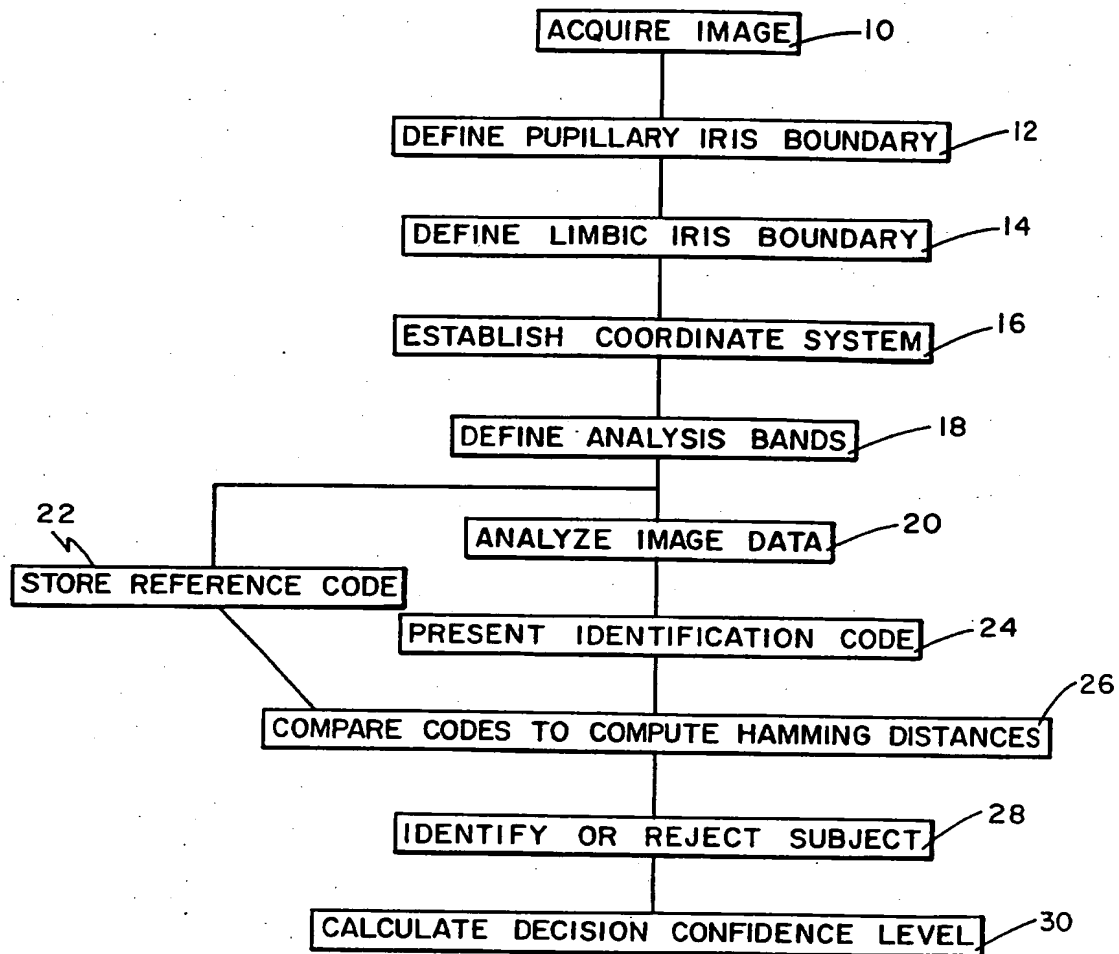 ACQUIRE IMAGE 10
DEFINE PUPILLARY IRIS BOUNDARY 12
DEFINE LIMBIC IRIS BOUNDARY 14
ESTABLISH COORDINATE SYSTEM 16
DEFINE ANALYSIS BANDS 18
22
ANALYZE IMAGE DATA 20
STORE REFERENCE CODE
PRESENT IDENTIFICATION CODE 24
26
COMPARE CODES TO COMPUTE HAMMING DISTANCES
IDENTIFY OR REJECT SUBJECT 28
CALCULATE DECISION CONFIDENCE LEVEL 30